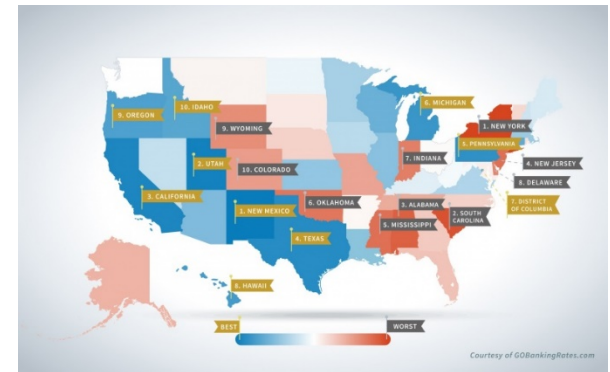 6. MICHIGAN
10. IDAHO
9. OREGON
1. NEW YORK
9. WYOMING
5. PENNSYLVANIA
7. INDIANA
2. UTAH
4. NEW JERSEY
10. COLORADO
8. DELAWARE
3. CALIFORNIA
6. OKLAHOMA
3. ALABAMA
7. DISTRICT
OF COLUMBIA
1. NEW MEXICO
2. SOUTH
CAROLINA
5. MISSISSIPPI
4. TEXAS
8. HAWAII
BEST
WORST
Courtesy of GOBankingRates.com